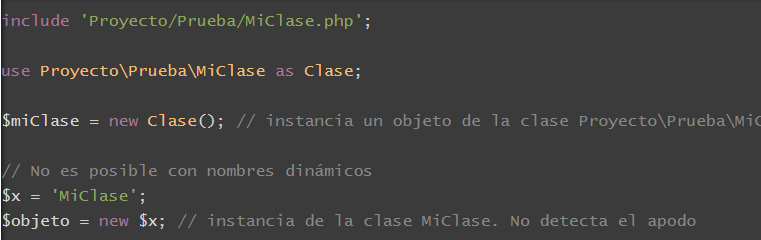 include 'Proyecto/Prueba/MiClase.php';
use Proyecto\Prueba\MiClase as Clase;
$miClase = new Clase(); // instancia un objeto de la clase Proyecto\Prueba\MiC
// No es posible con nombres dinámicos
$x = 'MiClase';
$objeto = new $x; // instancia de la clase MiClase. No detecta el apodo